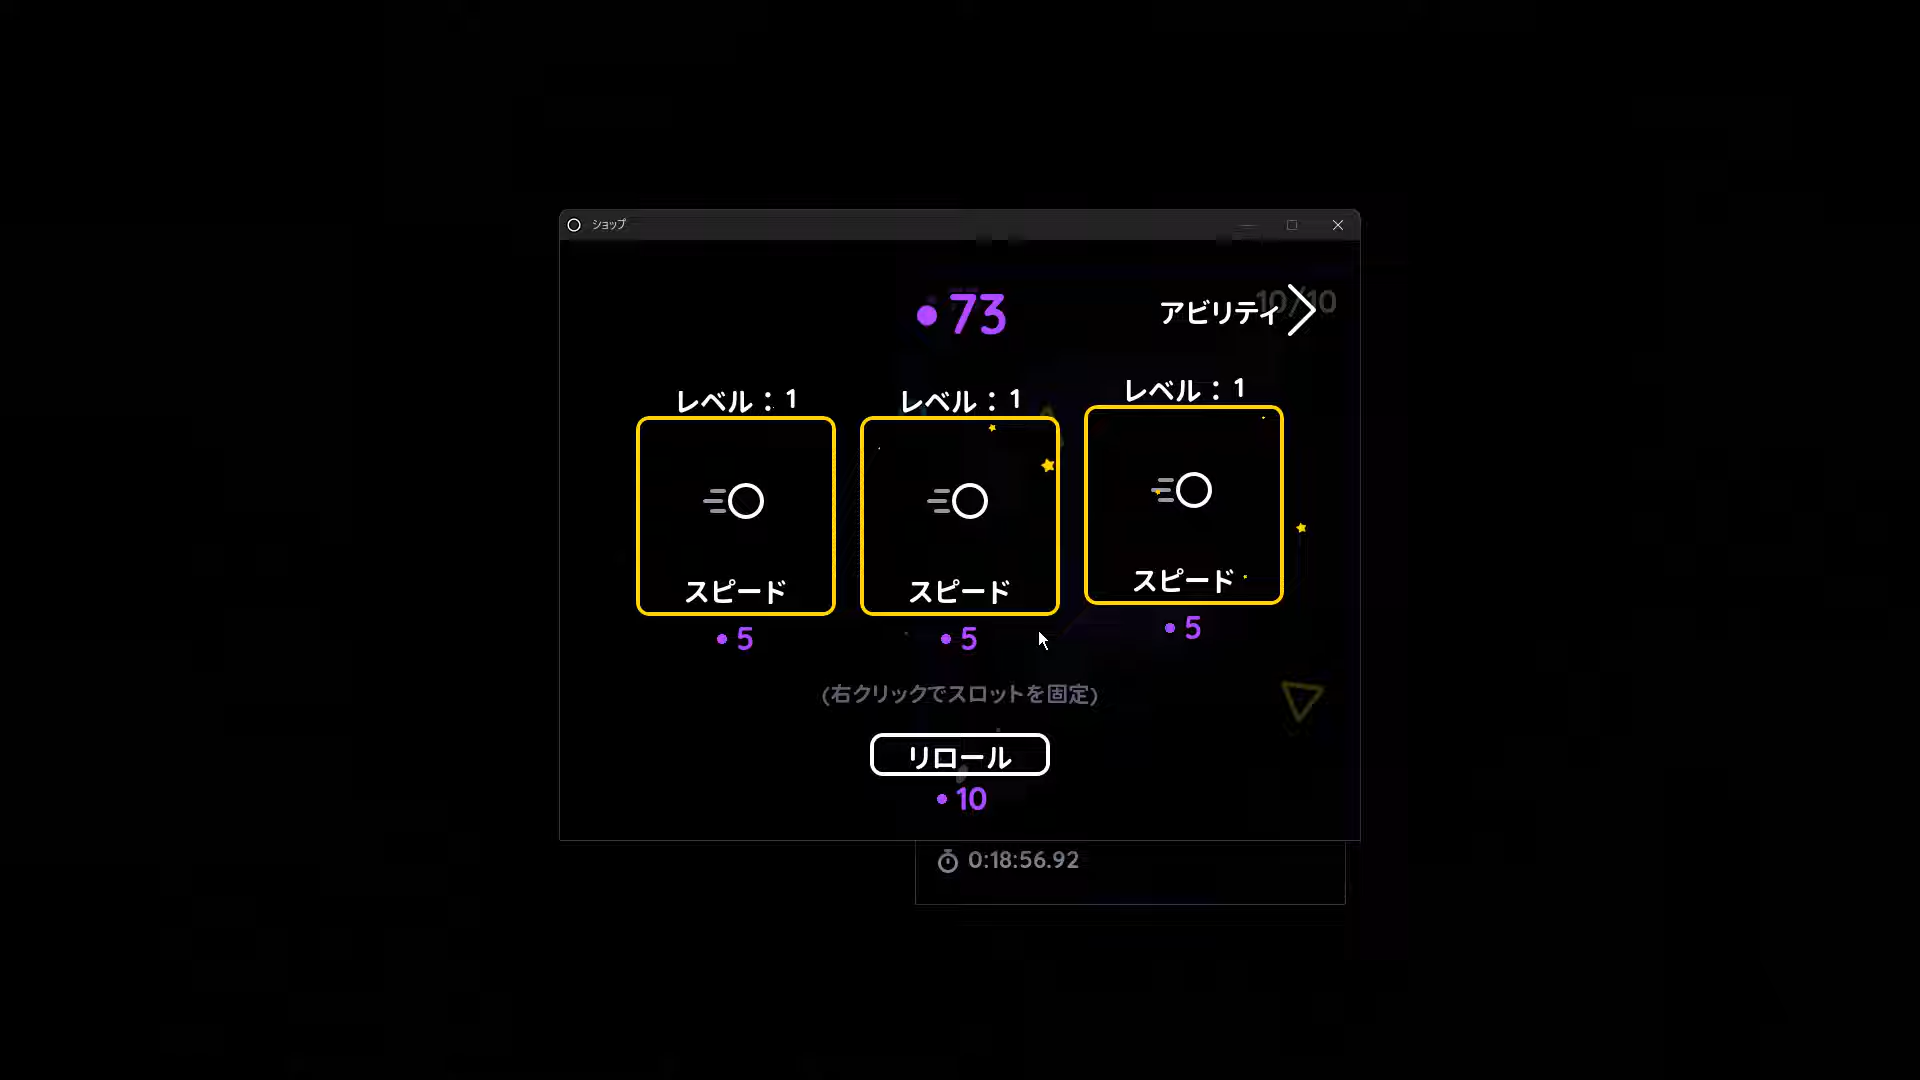 ショップ
73
アビリティ
10/10
レベル：1
レベル：1
レベル：1
スピード
スピード
スピード
5
5
5
(右クリックでスロットを固定)
リロール
10
0:18:56.92